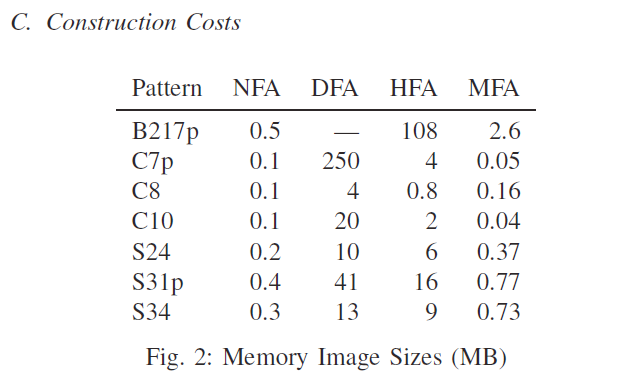 C. Construction Costs
Pattern NFA DFA HFA MFA
B217p 0.5 — 108 2.6
C7p 0.1 250 4 0.05
C8 0.1 4 0.8 0.16
C10 0.1 20 2 0.04
S24 0.2 10 6 0.37
S31p 0.4 41 16 0.77
S34 0.3 13 9 0.73
Fig. 2: Memory Image Sizes (MB)